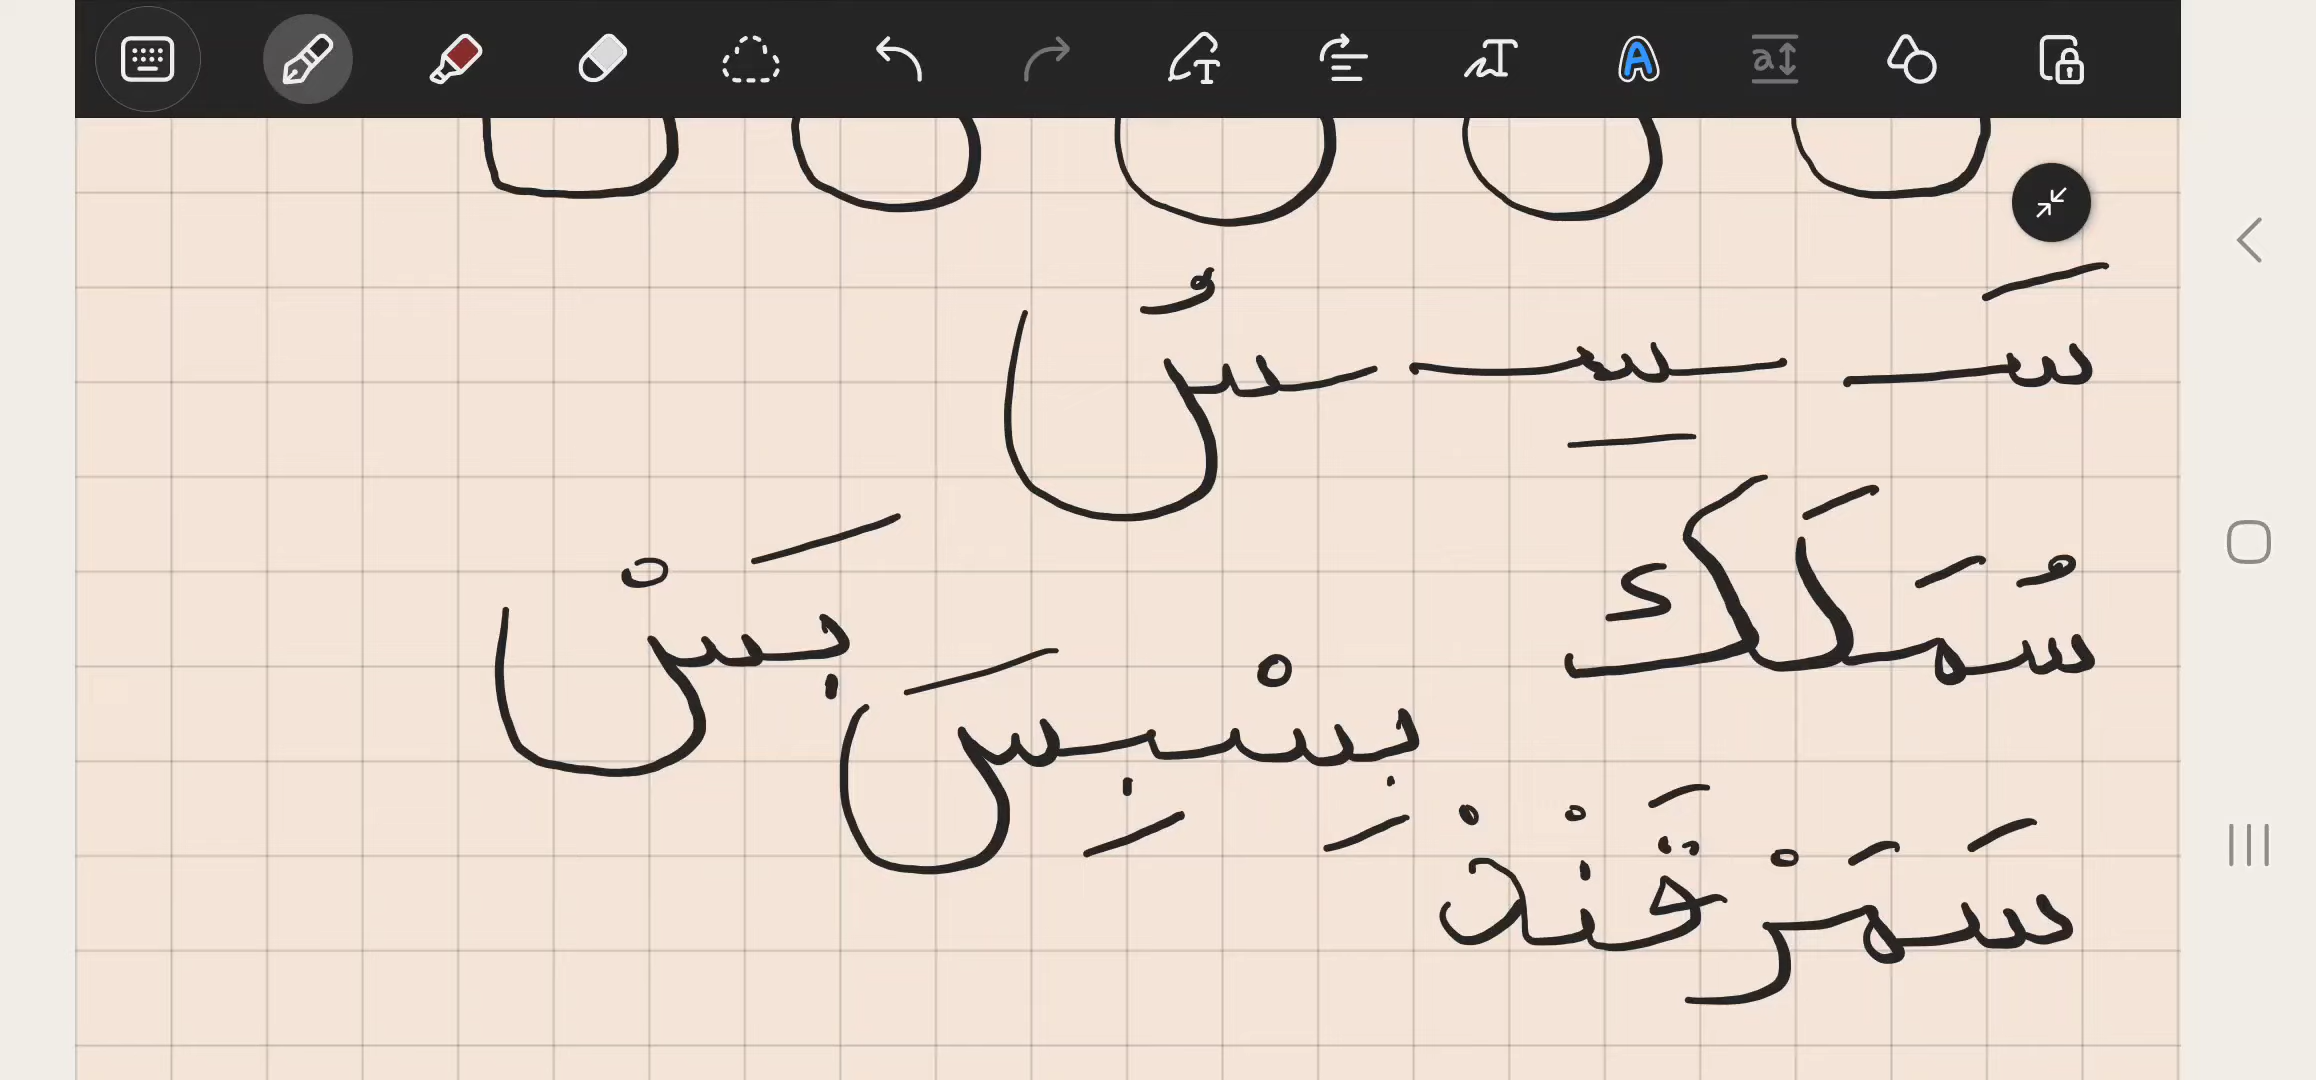 سَـ ـسِـ ـسُ
سُمَلَك
بَسْ
بِسْبِسَ
سَمَرْقَنْدْ